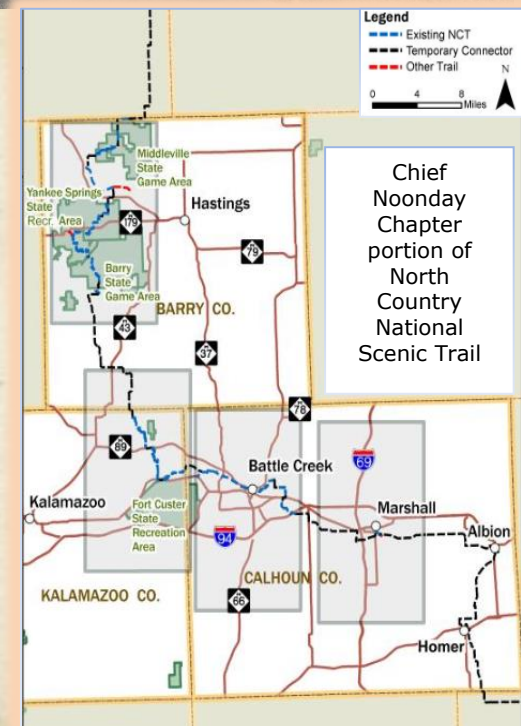 Legend
Existing NCT
Temporary Connector
Other Trail
N
0 4 8
Miles
Chief
Noonday
Chapter
portion of
North
Country
National
Scenic Trail
Middleville
State
Game Area
Yankee Springs
State
Recr. Area
Hastings
M
179
M
79
Barry
State
Game Area
BARRY CO.
M
43
M
37
M
78
M
89
Battle Creek
69
Kalamazoo
Fort Custer
State
Recreation
Area
Marshall
94
Albion
CALHOUN CO.
KALAMAZOO CO.
M
66
Homer